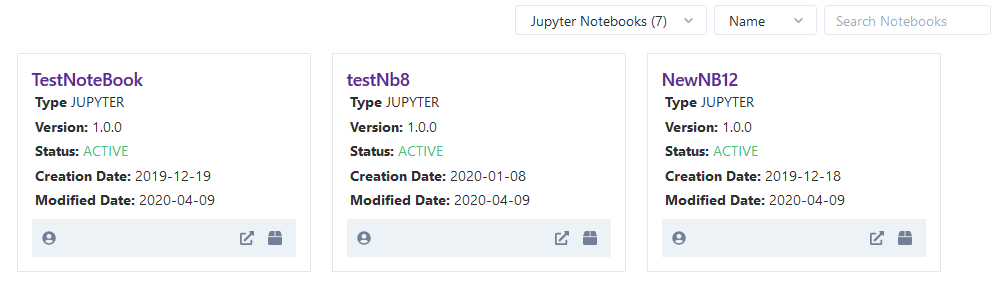 Jupyter Notebooks (7) Name Search Notebooks
TestNoteBook
Type JUPYTER
Version: 1.0.0
Status: ACTIVE
Creation Date: 2019-12-19
Modified Date: 2020-04-09
testNb8
Type JUPYTER
Version: 1.0.0
Status: ACTIVE
Creation Date: 2020-01-08
Modified Date: 2020-04-09
NewNB12
Type JUPYTER
Version: 1.0.0
Status: ACTIVE
Creation Date: 2019-12-18
Modified Date: 2020-04-09